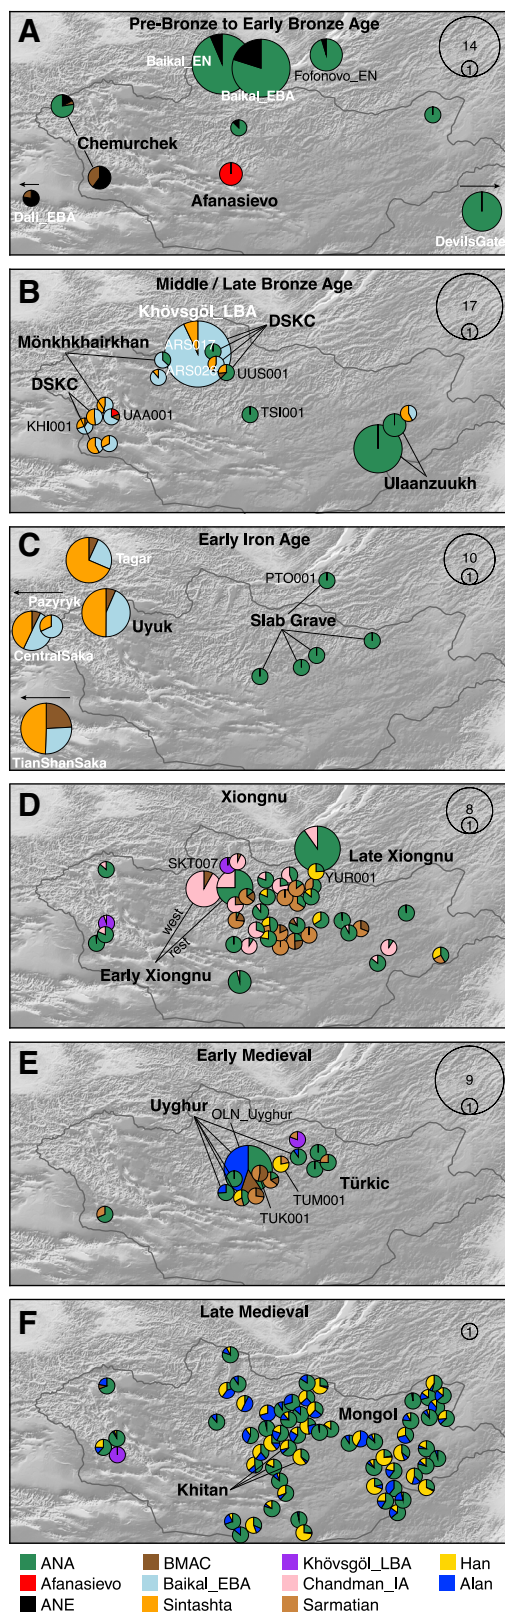 A
Pre-Bronze to Early Bronze Age
14
1
Baikal_EN
Fofonovo_EN
Baikal_EBA
Chemurchek
Afanasievo
Dali_EBA
DevilsGate
B
Middle / Late Bronze Age
17
1
Khövsgöl_LBA
DSKC
Mönkhkhairkhan
ARS017
ARS026
UUS001
DSKC
KHI001
UAA001
TSI001
Ulaanzuukh
C
Early Iron Age
10
1
Tagar
PTO001
Pazyryk
Uyuk
Slab Grave
CentralSaka
TianShanSaka
D
Xiongnu
8
1
SKT007
Late Xiongnu
YUR001
west
rest
Early Xiongnu
E
Early Medieval
9
1
Uyghur
OLN_Uyghur
Türkic
TUM001
TUK001
F
Late Medieval
1
Mongol
Khitan
ANA
BMAC
Khövsgöl_LBA
Han
Afanasievo
Baikal_EBA
Chandman_IA
Alan
ANE
Sintashta
Sarmatian